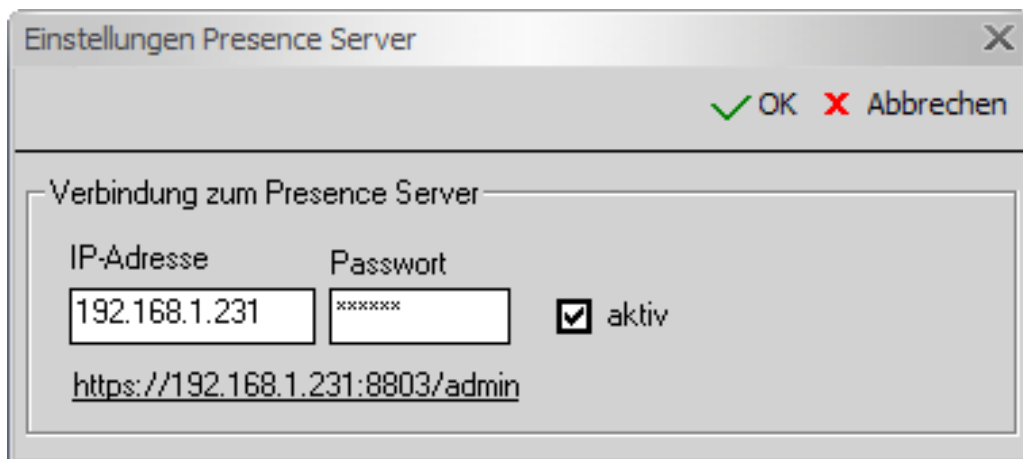 Einstellungen Presence Server
OK Abbrechen
Verbindung zum Presence Server
IP-Adresse Passwort
192.168.1.231 ****** aktiv
https://192.168.1.231:8803/admin